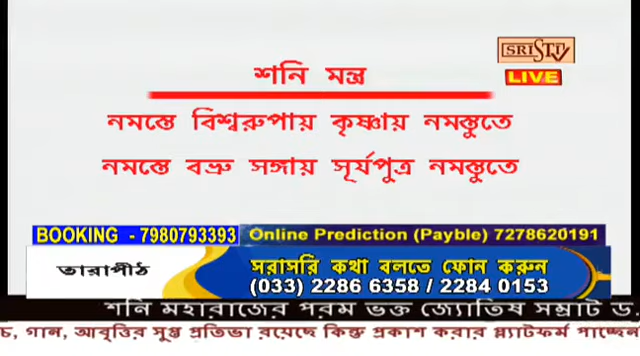 SRISTI TV
LIVE
শনি মন্ত্র
নমস্তে বিশ্বরুপায় কৃষ্ণায় নমস্তুতে
নমস্তে বভ্রু সঙ্গায় সূর্যপুত্র নমস্তুতে
BOOKING - 7980793393 Online Prediction (Payble) 7278620191
তারাপীঠ
সরাসরি কথা বলতে ফোন করুন
(033) 2286 6358 / 2284 0153
শনি মহারাজের পরম ভক্ত জ্যোতিষ সম্রাট ড.
চ, গান, আবৃত্তির সুপ্ত প্রতিভা রয়েছে কিন্তু প্রকাশ করার প্ল্যাটফর্ম পাচ্ছেন